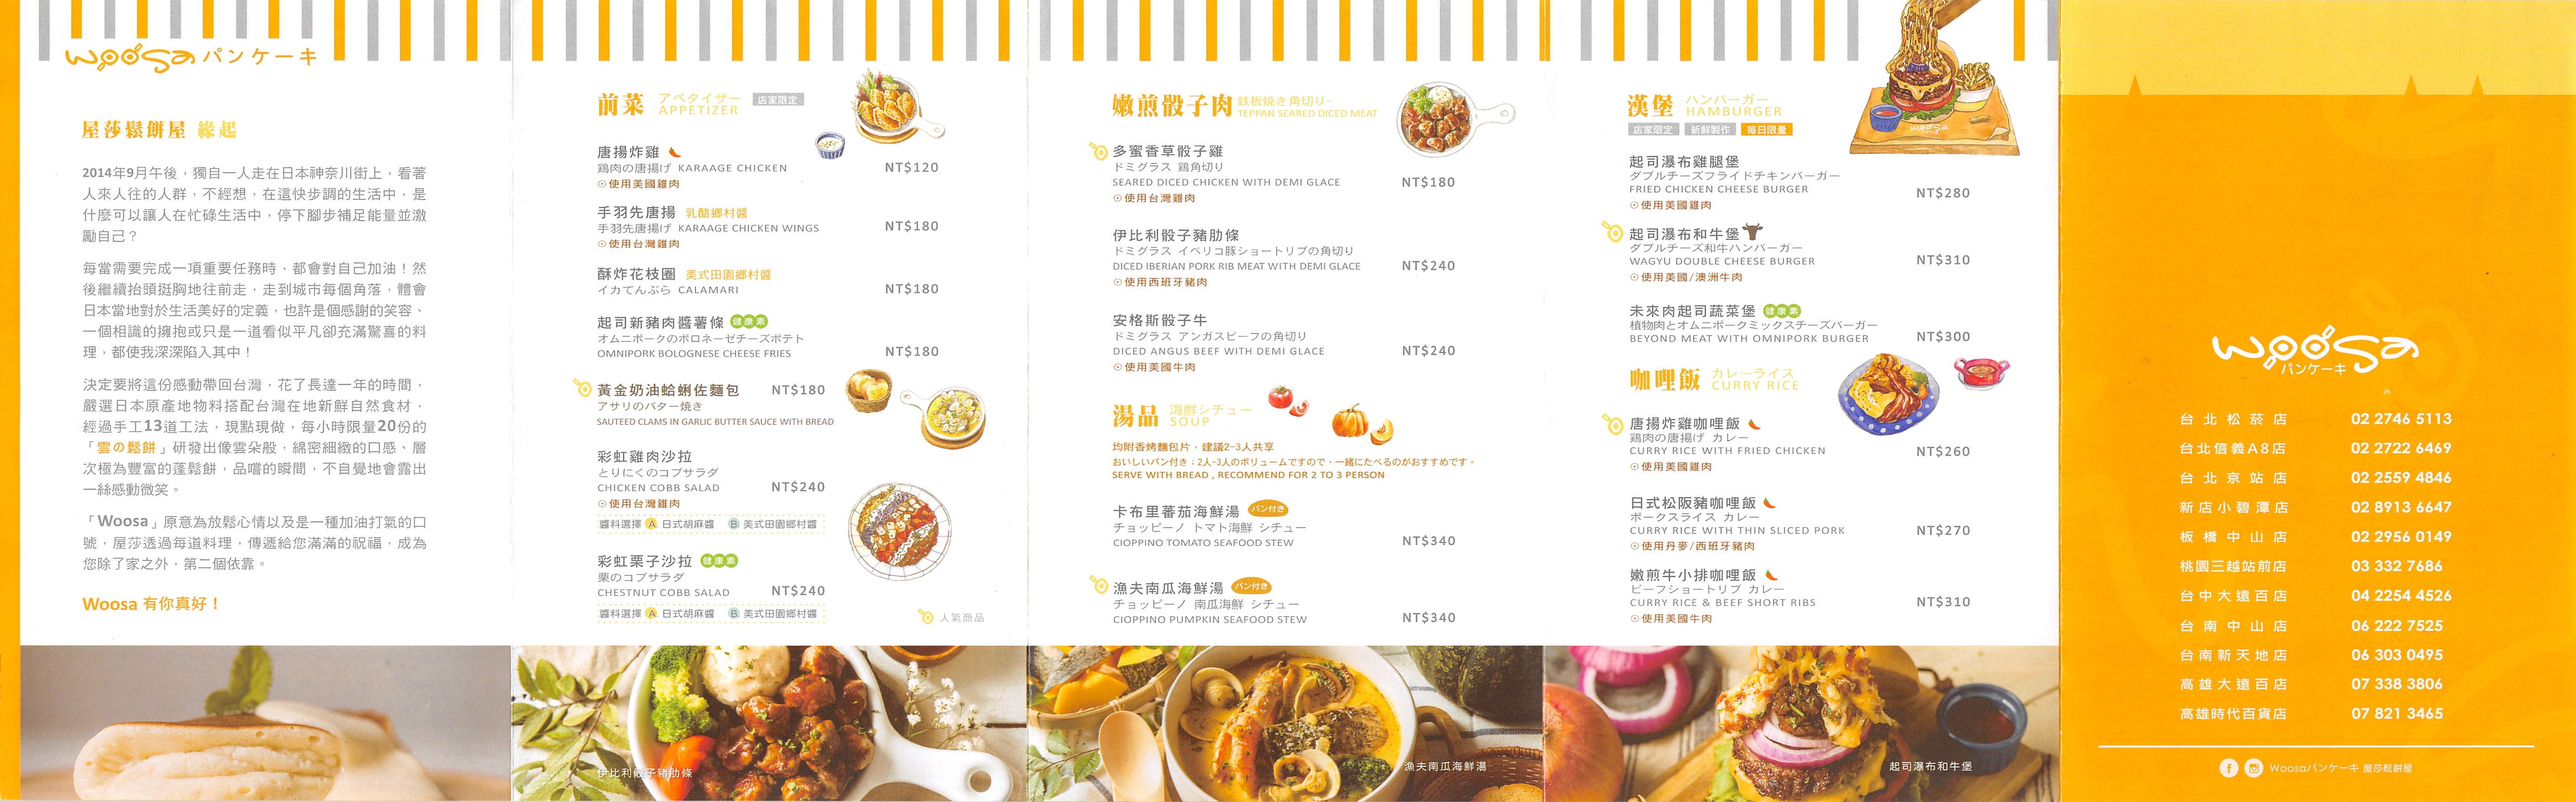 woosa パンケーキ
屋莎鬆餅屋 緣起
2014年9月午後，獨自一人走在日本神奈川街上，看著
人來人往的人群，不經想，在這快步調的生活中，是
什麼可以讓人在忙碌生活中，停下腳步補足能量並激
勵自己？
每當需要完成一項重要任務時，都會對自己加油！然
後繼續抬頭挺胸地往前走，走到城市每個角落，體會
日本當地對於生活美好的定義，也許是個感謝的笑容、
一個相識的擁抱或只是一道看似平凡卻充滿驚喜的料
理，都使我深深陷入其中！
決定要將這份感動帶回台灣，花了長達一年的時間，
嚴選日本原產地物料搭配台灣在地新鮮自然食材，
經過手工13道工法，現點現做，每小時限量20份的
「雲の鬆餅」研發出像雲朵般，綿密細緻的口感、層
次極為豐富的蓬鬆餅，品嚐的瞬間，不自覺地會露出
一絲感動微笑。
「Woosa」原意為放鬆心情以及是一種加油打氣的口
號，屋莎透過每道料理，傳遞給您滿滿的祝福，成為
您除了家之外，第二個依靠。
Woosa 有你真好！
前菜 アペタイザー APPETIZER 店家限定
唐揚炸雞
鶏肉の唐揚げ KARAAGE CHICKEN NT$120
⊙使用美國雞肉
手羽先唐揚 乳酪鄉村醬
手羽先唐揚げ KARAAGE CHICKEN WINGS NT$180
⊙使用台灣雞肉
酥炸花枝圈 美式田園鄉村醬
イカてんぷら CALAMARI NT$180
起司新豬肉醬薯條 健康素
オムニポークのボロネーゼチーズポテト
OMNIPORK BOLOGNESE CHEESE FRIES NT$180
黃金奶油蛤蜊佐麵包 NT$180
アサリのバター焼き
SAUTEED CLAMS IN GARLIC BUTTER SAUCE WITH BREAD
彩虹雞肉沙拉
とりにくのコブサラダ
CHICKEN COBB SALAD NT$240
⊙使用台灣雞肉
醬料選擇 A 日式胡麻醬 B 美式田園鄉村醬
彩虹栗子沙拉 健康素
栗のコブサラダ
CHESTNUT COBB SALAD NT$240
醬料選擇 A 日式胡麻醬 B 美式田園鄉村醬
人氣商品
伊比利骰子豬肋條
嫩煎骰子肉 鉄板焼き角切り-
TEPPAN SEARED DICED MEAT
多蜜香草骰子雞
ドミグラス 鶏角切り
SEARED DICED CHICKEN WITH DEMI GLACE NT$180
⊙使用台灣雞肉
伊比利骰子豬肋條
ドミグラス イベリコ豚ショートリブの角切り
DICED IBERIAN PORK RIB MEAT WITH DEMI GLACE NT$240
⊙使用西班牙豬肉
安格斯骰子牛
ドミグラス アンガスビーフの角切り
DICED ANGUS BEEF WITH DEMI GLACE NT$240
⊙使用美國牛肉
湯品 海鮮シチュー
SOUP
均附香烤麵包片，建議2-3人共享
おいしいパン付き；2人-3人のボリュームですので、一緒にたべるのがおすすめです。
SERVE WITH BREAD , RECOMMEND FOR 2 TO 3 PERSON
卡布里蕃茄海鮮湯 パン付き
チョッピーノ トマト海鮮 シチュー
CIOPPINO TOMATO SEAFOOD STEW NT$340
漁夫南瓜海鮮湯 パン付き
チョッピーノ 南瓜海鮮 シチュー
CIOPPINO PUMPKIN SEAFOOD STEW NT$340
漁夫南瓜海鮮湯
漢堡 ハンバーガー
HAMBURGER
店家限定 新鮮製作 每日限量
woosa
起司瀑布雞腿堡
ダブルチーズフライドチキンバーガー
FRIED CHICKEN CHEESE BURGER NT$280
⊙使用美國雞肉
起司瀑布和牛堡
ダブルチーズ和牛ハンバーガー
WAGYU DOUBLE CHEESE BURGER NT$310
⊙使用美國/澳洲牛肉
未來肉起司蔬菜堡 健康素
植物肉とオムニポークミックスチーズバーガー
BEYOND MEAT WITH OMNIPORK BURGER NT$300
咖哩飯 カレーライス
CURRY RICE
唐揚炸雞咖哩飯
鶏肉の唐揚げ カレー
CURRY RICE WITH FRIED CHICKEN NT$260
⊙使用美國雞肉
日式松阪豬咖哩飯
ポークスライス カレー
CURRY RICE WITH THIN SLICED PORK NT$270
⊙使用丹麥/西班牙豬肉
嫩煎牛小排咖哩飯
ビーフショートリブ カレー
CURRY RICE & BEEF SHORT RIBS NT$310
⊙使用美國牛肉
起司瀑布和牛堡
woosa
パンケーキ
台北松菸店 02 2746 5113
台北信義A8店 02 2722 6469
台北京站店 02 2559 4846
新店小碧潭店 02 8913 6647
板橋中山店 02 2956 0149
桃園三越站前店 03 332 7686
台中大遠百店 04 2254 4526
台南中山店 06 222 7525
台南新天地店 06 303 0495
高雄大遠百店 07 338 3806
高雄時代百貨店 07 821 3465
Woosaパンケーキ 屋莎鬆餅屋